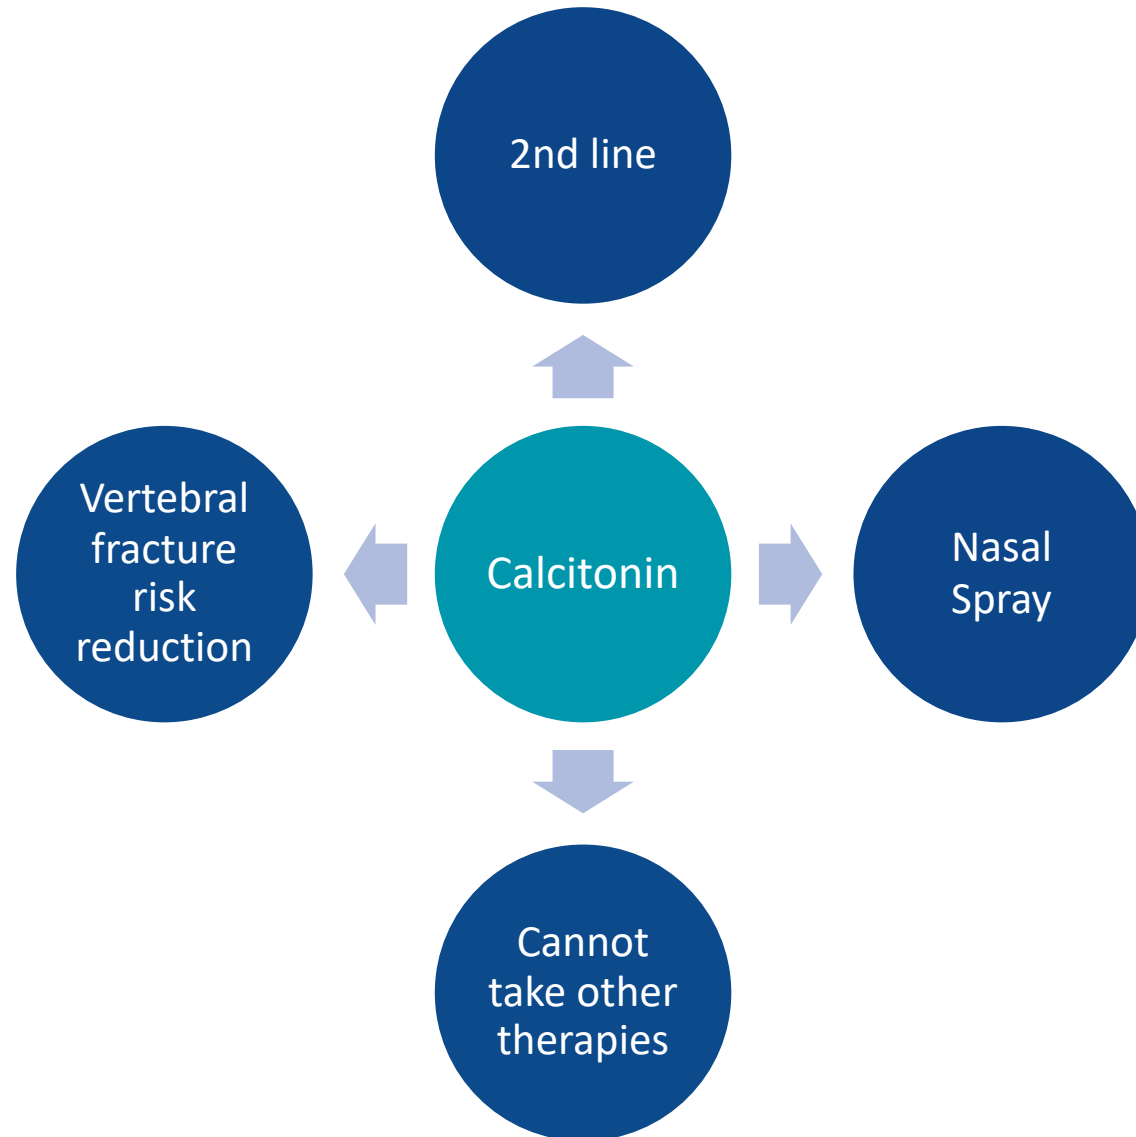 2nd line
Vertebral
fracture
risk
reduction
Calcitonin
Nasal
Spray
Cannot
take other
therapies